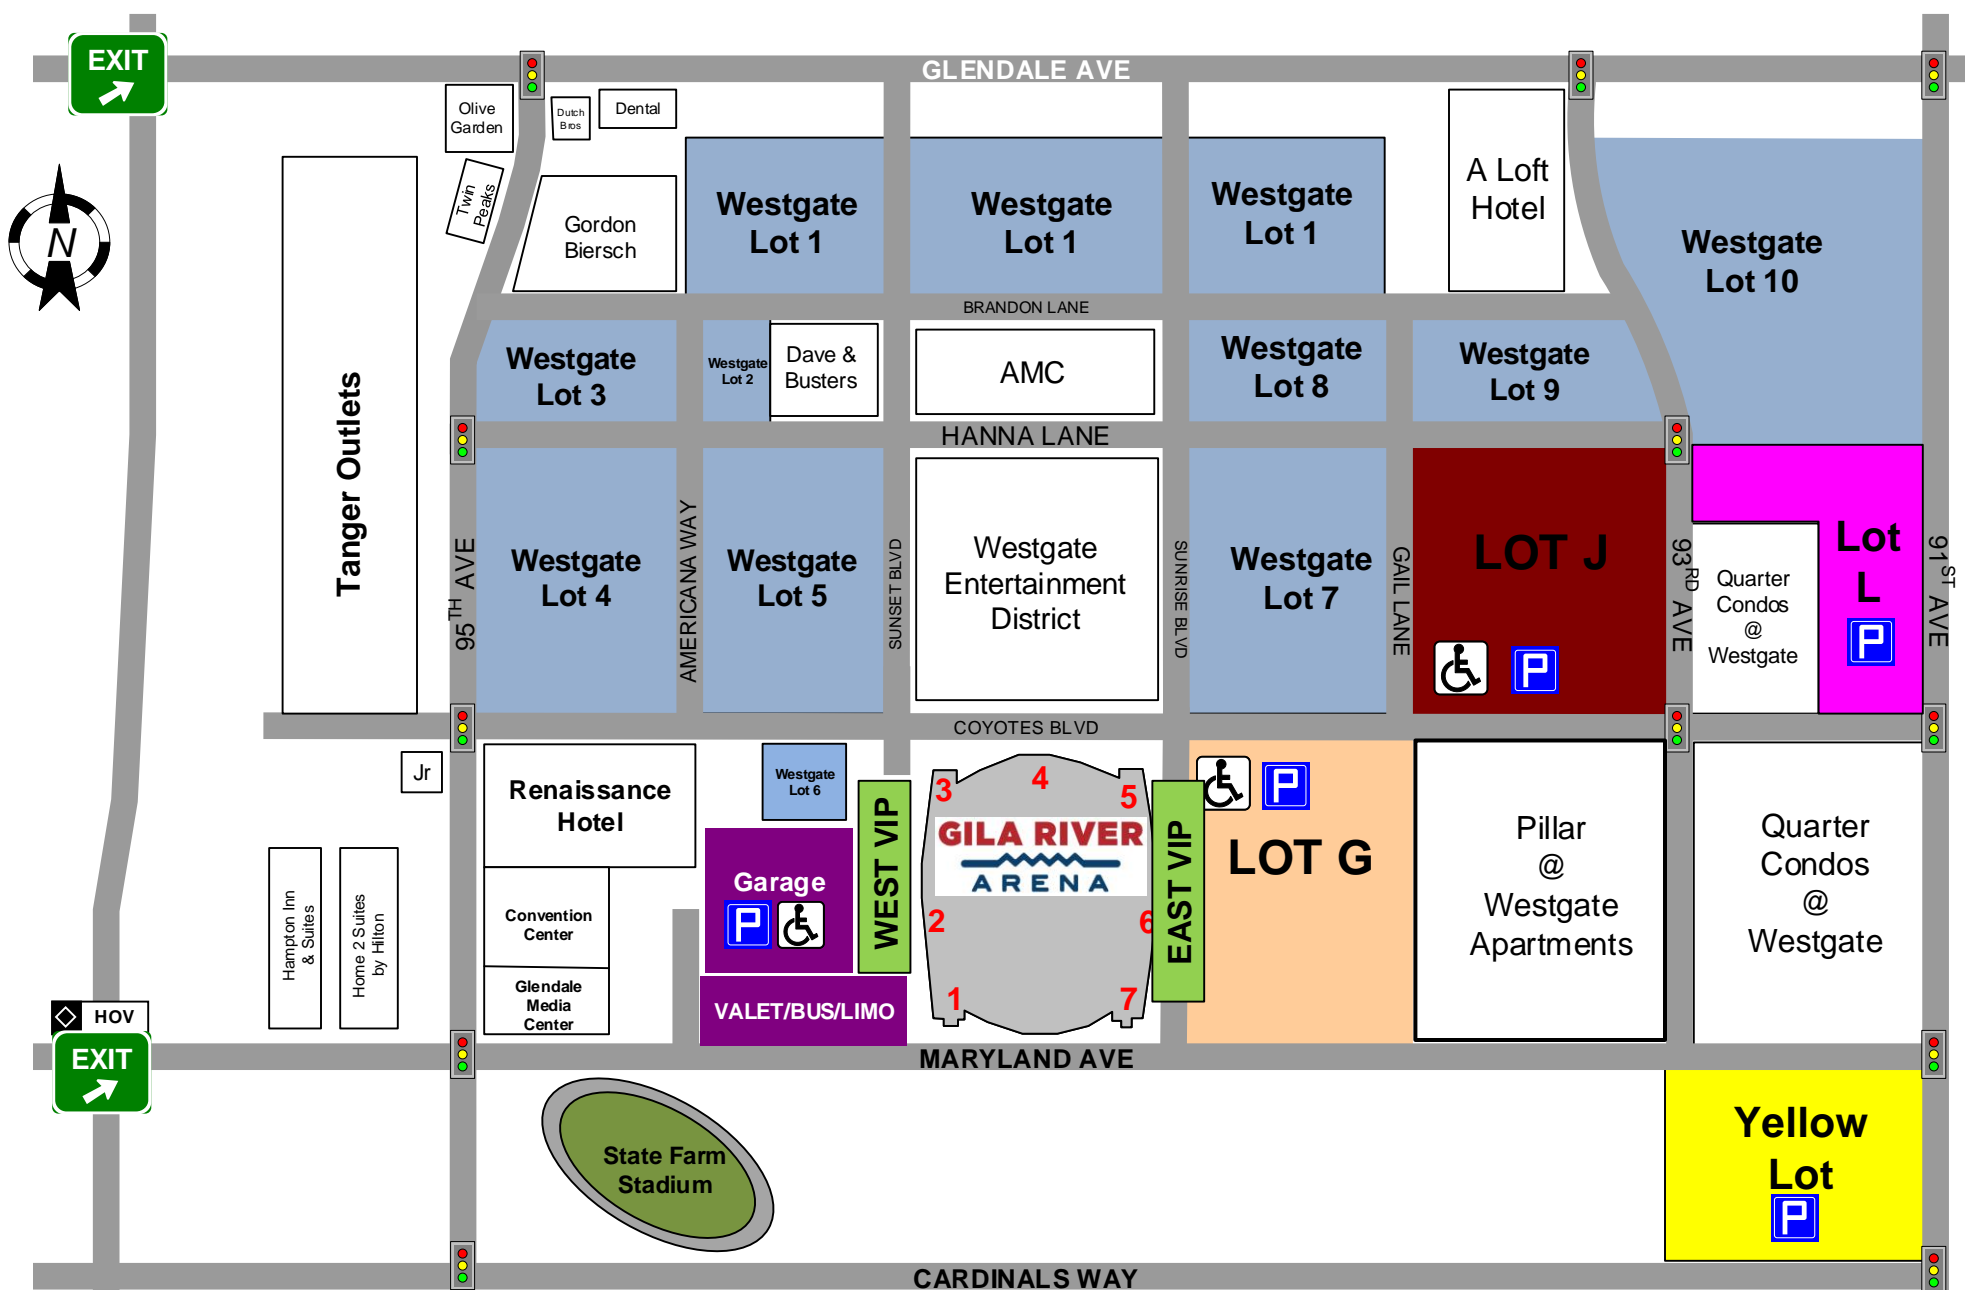 EXIT
GLENDALE AVE
Olive
Garden
Dutch
Bros
Dental
Twin
Peaks
Gordon
Biersch
Westgate
Lot 1
Westgate
Lot 1
Westgate
Lot 1
A Loft
Hotel
Westgate
Lot 10
N
BRANDON LANE
Westgate
Lot 3
Westgate
Lot 2
Dave &
Busters
AMC
Westgate
Lot 8
Westgate
Lot 9
Tanger Outlets
HANNA LANE
95TH AVE
Westgate
Lot 4
AMERICANA WAY
Westgate
Lot 5
SUNSET BLVD
Westgate
Entertainment
District
SUNRISE BLVD
Westgate
Lot 7
GAIL LANE
LOT J
P
93RD AVE
Quarter
Condos
@
Westgate
Lot
L
P
91ST AVE
COYOTES BLVD
Jr
Renaissance
Hotel
Westgate
Lot 6
WEST VIP
3
4
5
GILA RIVER
ARENA
2
6
1
7
EAST VIP
P
LOT G
Pillar
@
Westgate
Apartments
Quarter
Condos
@
Westgate
Garage
P
Convention
Center
Hampton Inn
& Suites
Home 2 Suites
by Hilton
Glendale
Media
Center
VALET/BUS/LIMO
HOV
EXIT
MARYLAND AVE
State Farm
Stadium
Yellow
Lot
P
CARDINALS WAY